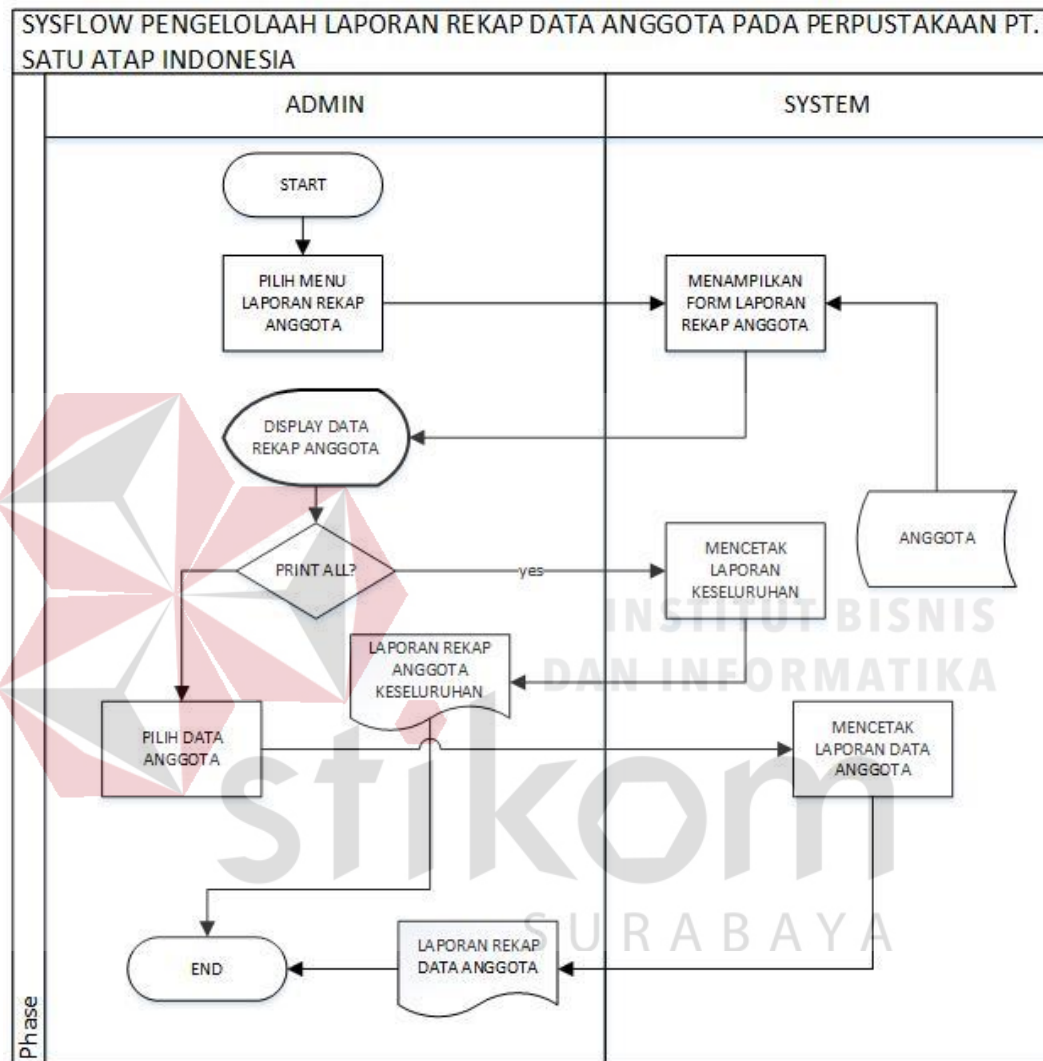 SYSFLOW PENGELOLAAH LAPORAN REKAP DATA ANGGOTA PADA PERPUSTAKAAN PT.
SATU ATAP INDONESIA
ADMIN
SYSTEM
START
PILIH MENU
LAPORAN REKAP
ANGGOTA
MENAMPILKAN
FORM LAPORAN
REKAP ANGGOTA
DISPLAY DATA
REKAP ANGGOTA
ANGGOTA
PRINT ALL?
yes
MENCETAK
LAPORAN
KESELURUHAN
INSTITUT BISNIS
DAN INFORMATIKA
LAPORAN REKAP
ANGGOTA
KESELURUHAN
PILIH DATA
ANGGOTA
MENCETAK
LAPORAN DATA
ANGGOTA
stikom
SURABAYA
LAPORAN REKAP
DATA ANGGOTA
END
Phase